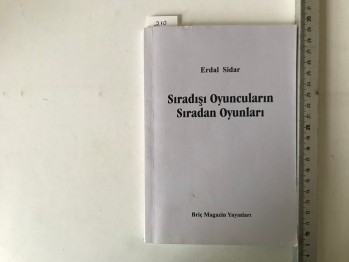 Erdal Sidar
Sıradışı Oyuncuların
Sıradan Oyunları
Briç Magazin Yayınları